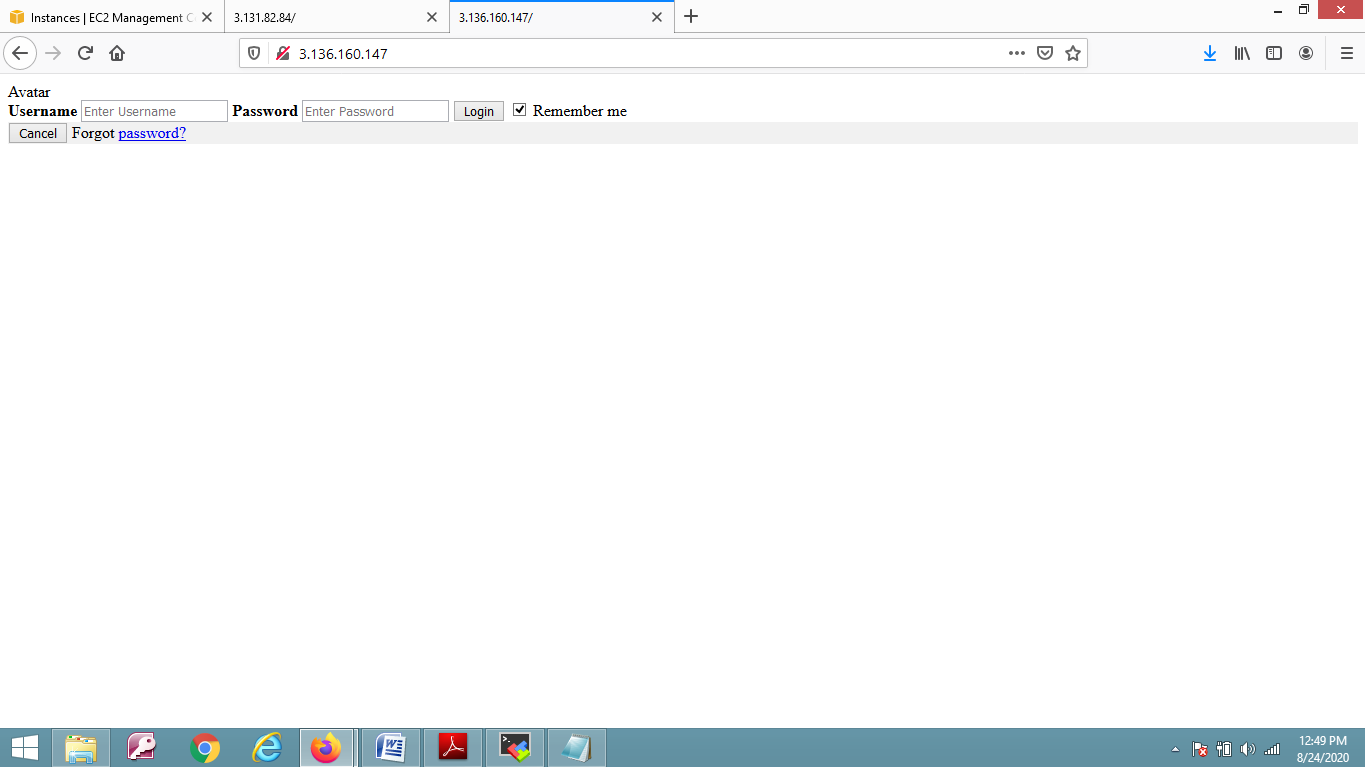 Instances | EC2 Management C
3.131.82.84/
3.136.160.147/
3.136.160.147
Avatar
Username Enter Username Password Enter Password Login Remember me
Cancel Forgot password?
12:49 PM
8/24/2020